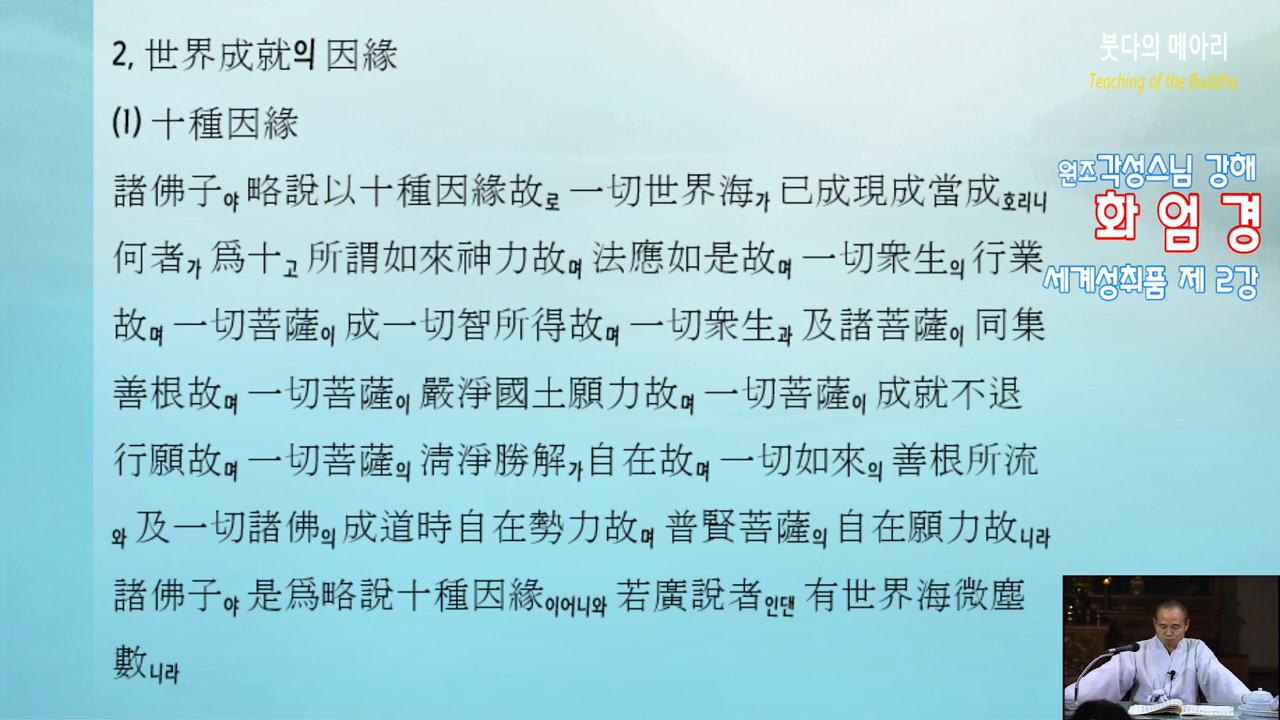 2, 世界成就의 因緣
(1) 十種因緣
諸佛子야 略說以十種因緣故로 一切世界海가 已成現成當成호리니
何者가 爲十고 所謂如來神力故며 法應如是故며 一切衆生의 行業
故며 一切菩薩이 成一切智所得故며 一切衆生과 及諸菩薩이 同集
善根故며 一切菩薩이 嚴淨國土願力故며 一切菩薩이 成就不退
行願故며 一切菩薩의 淸淨勝解가自在故며 一切如來의 善根所流
와 及一切諸佛의 成道時自在勢力故며 普賢菩薩의 自在願力故니라
諸佛子야 是爲略說十種因緣이어니와 若廣說者인댄 有世界海微塵
數니라
붓다의 메아리
Teaching of the Buddha
원조각성스님 강해
화 엄 경
세계성취품 제 2강